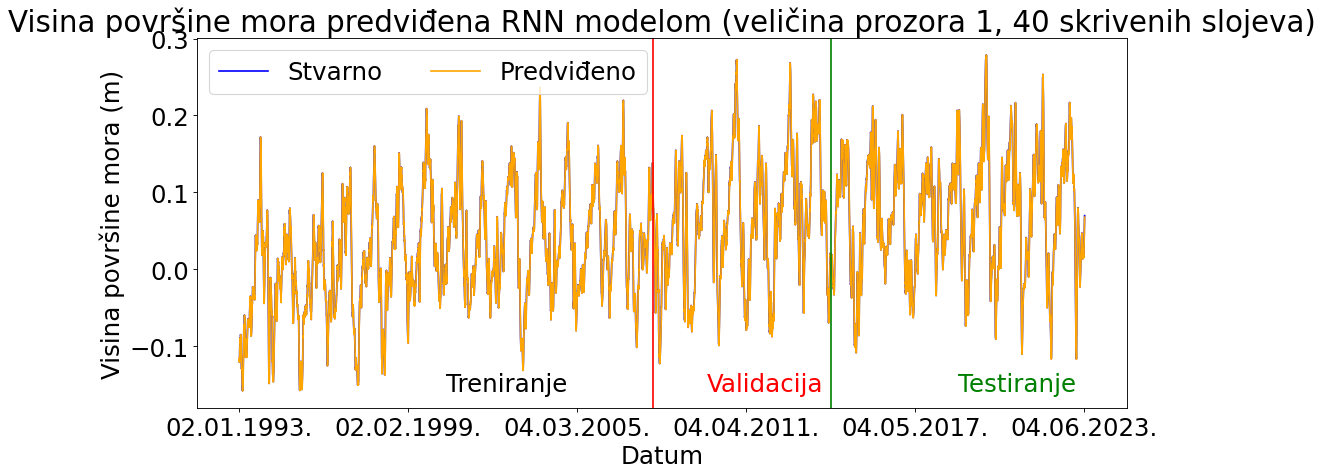 Visina površine mora predviđena RNN modelom (veličina prozora 1, 40 skrivenih slojeva)
Visina površine mora (m)
0.3
0.2
0.1
0.0
−0.1
Stvarno
Predviđeno
Treniranje
Validacija
Testiranje
02.01.1993.
02.02.1999.
04.03.2005.
04.04.2011.
04.05.2017.
04.06.2023.
Datum